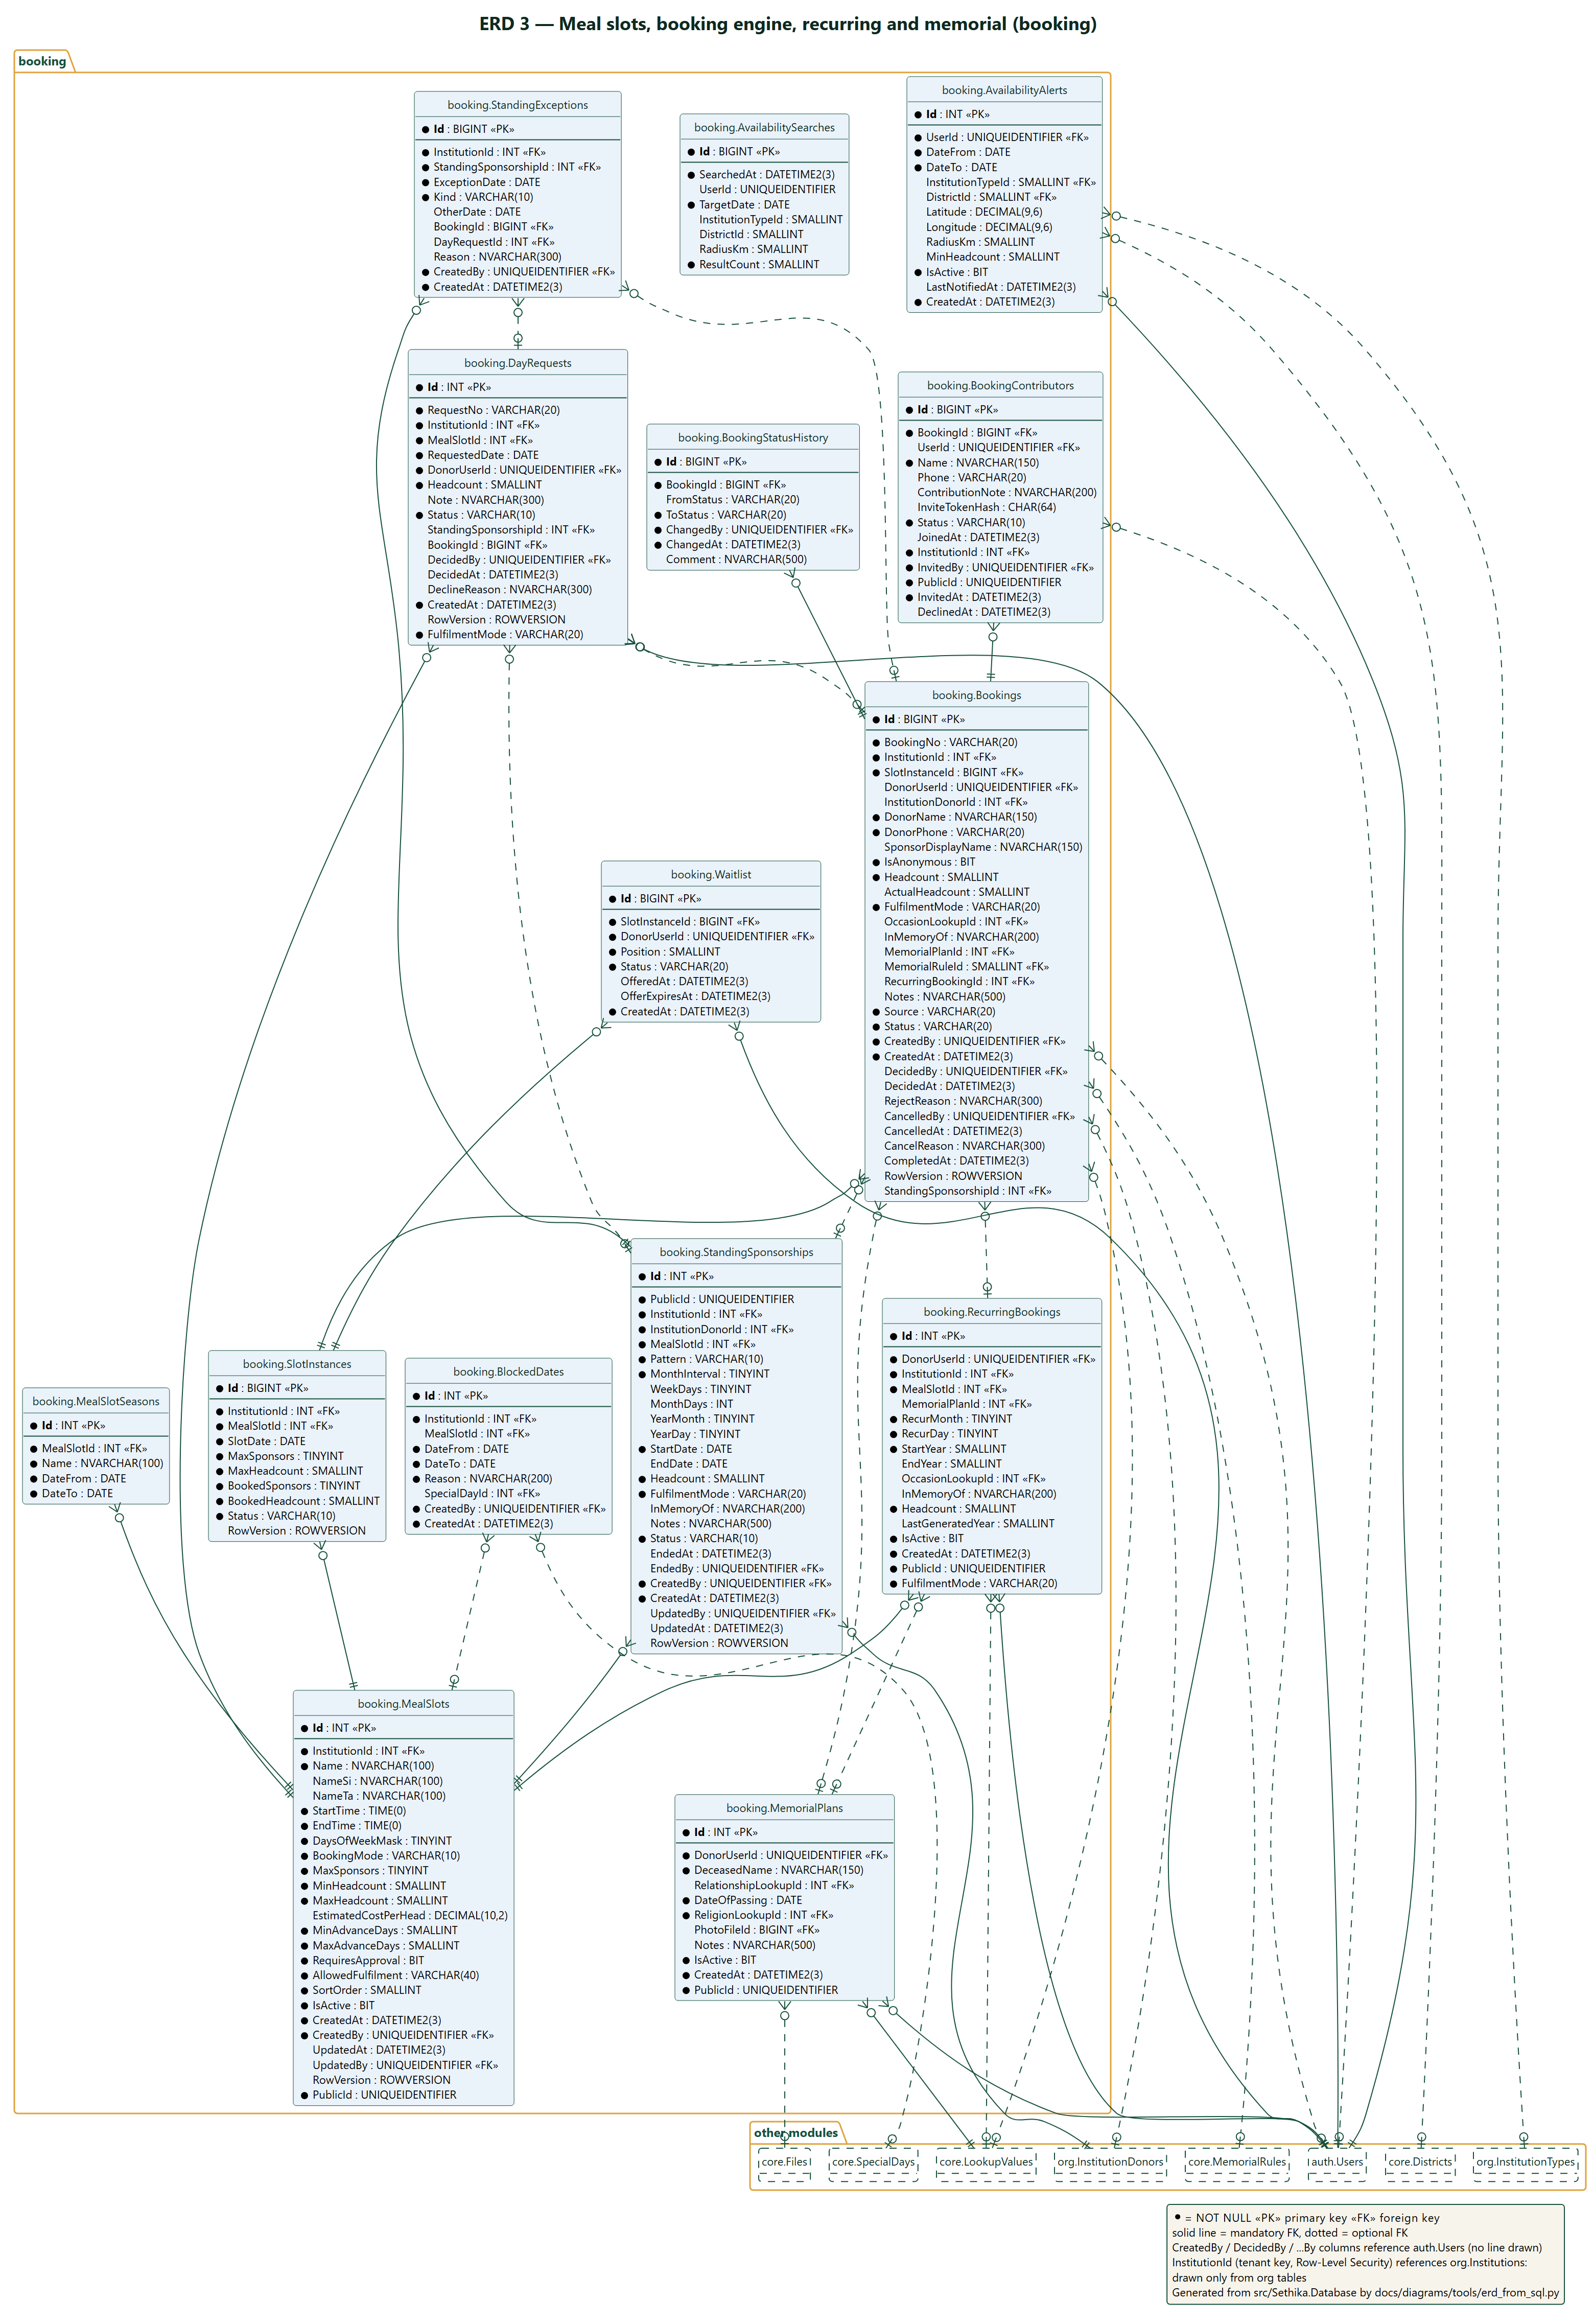 ERD 3 — Meal slots, booking engine, recurring and memorial (booking)
booking
booking.StandingExceptions
Id : BIGINT «PK»
InstitutionId : INT «FK»
StandingSponsorshipId : INT «FK»
ExceptionDate : DATE
Kind : VARCHAR(10)
OtherDate : DATE
BookingId : BIGINT «FK»
DayRequestId : INT «FK»
Reason : NVARCHAR(300)
CreatedBy : UNIQUEIDENTIFIER «FK»
CreatedAt : DATETIME2(3)
booking.AvailabilitySearches
Id : BIGINT «PK»
SearchedAt : DATETIME2(3)
UserId : UNIQUEIDENTIFIER
TargetDate : DATE
InstitutionTypeId : SMALLINT
DistrictId : SMALLINT
RadiusKm : SMALLINT
ResultCount : SMALLINT
booking.AvailabilityAlerts
Id : INT «PK»
UserId : UNIQUEIDENTIFIER «FK»
DateFrom : DATE
DateTo : DATE
InstitutionTypeId : SMALLINT «FK»
DistrictId : SMALLINT «FK»
Latitude : DECIMAL(9,6)
Longitude : DECIMAL(9,6)
RadiusKm : SMALLINT
MinHeadcount : SMALLINT
IsActive : BIT
LastNotifiedAt : DATETIME2(3)
CreatedAt : DATETIME2(3)
booking.DayRequests
Id : INT «PK»
RequestNo : VARCHAR(20)
InstitutionId : INT «FK»
MealSlotId : INT «FK»
RequestedDate : DATE
DonorUserId : UNIQUEIDENTIFIER «FK»
Headcount : SMALLINT
Note : NVARCHAR(300)
Status : VARCHAR(10)
StandingSponsorshipId : INT «FK»
BookingId : BIGINT «FK»
DecidedBy : UNIQUEIDENTIFIER «FK»
DecidedAt : DATETIME2(3)
DeclineReason : NVARCHAR(300)
CreatedAt : DATETIME2(3)
RowVersion : ROWVERSION
FulfilmentMode : VARCHAR(20)
booking.BookingStatusHistory
Id : BIGINT «PK»
BookingId : BIGINT «FK»
FromStatus : VARCHAR(20)
ToStatus : VARCHAR(20)
ChangedBy : UNIQUEIDENTIFIER «FK»
ChangedAt : DATETIME2(3)
Comment : NVARCHAR(500)
booking.BookingContributors
Id : BIGINT «PK»
BookingId : BIGINT «FK»
UserId : UNIQUEIDENTIFIER «FK»
Name : NVARCHAR(150)
Phone : VARCHAR(20)
ContributionNote : NVARCHAR(200)
InviteTokenHash : CHAR(64)
Status : VARCHAR(10)
JoinedAt : DATETIME2(3)
InstitutionId : INT «FK»
InvitedBy : UNIQUEIDENTIFIER «FK»
PublicId : UNIQUEIDENTIFIER
InvitedAt : DATETIME2(3)
DeclinedAt : DATETIME2(3)
booking.Bookings
Id : BIGINT «PK»
BookingNo : VARCHAR(20)
InstitutionId : INT «FK»
SlotInstanceId : BIGINT «FK»
DonorUserId : UNIQUEIDENTIFIER «FK»
InstitutionDonorId : INT «FK»
DonorName : NVARCHAR(150)
DonorPhone : VARCHAR(20)
SponsorDisplayName : NVARCHAR(150)
IsAnonymous : BIT
Headcount : SMALLINT
ActualHeadcount : SMALLINT
FulfilmentMode : VARCHAR(20)
OccasionLookupId : INT «FK»
InMemoryOf : NVARCHAR(200)
MemorialPlanId : INT «FK»
MemorialRuleId : SMALLINT «FK»
RecurringBookingId : INT «FK»
Notes : NVARCHAR(500)
Source : VARCHAR(20)
Status : VARCHAR(20)
CreatedBy : UNIQUEIDENTIFIER «FK»
CreatedAt : DATETIME2(3)
DecidedBy : UNIQUEIDENTIFIER «FK»
DecidedAt : DATETIME2(3)
RejectReason : NVARCHAR(300)
CancelledBy : UNIQUEIDENTIFIER «FK»
CancelledAt : DATETIME2(3)
CancelReason : NVARCHAR(300)
CompletedAt : DATETIME2(3)
RowVersion : ROWVERSION
StandingSponsorshipId : INT «FK»
booking.Waitlist
Id : BIGINT «PK»
SlotInstanceId : BIGINT «FK»
DonorUserId : UNIQUEIDENTIFIER «FK»
Position : SMALLINT
Status : VARCHAR(20)
OfferedAt : DATETIME2(3)
OfferExpiresAt : DATETIME2(3)
CreatedAt : DATETIME2(3)
booking.StandingSponsorships
Id : INT «PK»
PublicId : UNIQUEIDENTIFIER
InstitutionId : INT «FK»
InstitutionDonorId : INT «FK»
MealSlotId : INT «FK»
Pattern : VARCHAR(10)
MonthInterval : TINYINT
WeekDays : TINYINT
MonthDays : INT
YearMonth : TINYINT
YearDay : TINYINT
StartDate : DATE
EndDate : DATE
Headcount : SMALLINT
FulfilmentMode : VARCHAR(20)
InMemoryOf : NVARCHAR(200)
Notes : NVARCHAR(500)
Status : VARCHAR(10)
EndedAt : DATETIME2(3)
EndedBy : UNIQUEIDENTIFIER «FK»
CreatedBy : UNIQUEIDENTIFIER «FK»
CreatedAt : DATETIME2(3)
UpdatedBy : UNIQUEIDENTIFIER «FK»
UpdatedAt : DATETIME2(3)
RowVersion : ROWVERSION
booking.RecurringBookings
Id : INT «PK»
DonorUserId : UNIQUEIDENTIFIER «FK»
InstitutionId : INT «FK»
MealSlotId : INT «FK»
MemorialPlanId : INT «FK»
RecurMonth : TINYINT
RecurDay : TINYINT
StartYear : SMALLINT
EndYear : SMALLINT
OccasionLookupId : INT «FK»
InMemoryOf : NVARCHAR(200)
Headcount : SMALLINT
LastGeneratedYear : SMALLINT
IsActive : BIT
CreatedAt : DATETIME2(3)
PublicId : UNIQUEIDENTIFIER
FulfilmentMode : VARCHAR(20)
booking.SlotInstances
Id : BIGINT «PK»
InstitutionId : INT «FK»
MealSlotId : INT «FK»
SlotDate : DATE
MaxSponsors : TINYINT
MaxHeadcount : SMALLINT
BookedSponsors : TINYINT
BookedHeadcount : SMALLINT
Status : VARCHAR(10)
RowVersion : ROWVERSION
booking.BlockedDates
Id : INT «PK»
InstitutionId : INT «FK»
MealSlotId : INT «FK»
DateFrom : DATE
DateTo : DATE
Reason : NVARCHAR(200)
SpecialDayId : INT «FK»
CreatedBy : UNIQUEIDENTIFIER «FK»
CreatedAt : DATETIME2(3)
booking.MealSlotSeasons
Id : INT «PK»
MealSlotId : INT «FK»
Name : NVARCHAR(100)
DateFrom : DATE
DateTo : DATE
booking.MealSlots
Id : INT «PK»
InstitutionId : INT «FK»
Name : NVARCHAR(100)
NameSi : NVARCHAR(100)
NameTa : NVARCHAR(100)
StartTime : TIME(0)
EndTime : TIME(0)
DaysOfWeekMask : TINYINT
BookingMode : VARCHAR(10)
MaxSponsors : TINYINT
MinHeadcount : SMALLINT
MaxHeadcount : SMALLINT
EstimatedCostPerHead : DECIMAL(10,2)
MinAdvanceDays : SMALLINT
MaxAdvanceDays : SMALLINT
RequiresApproval : BIT
AllowedFulfilment : VARCHAR(40)
SortOrder : SMALLINT
IsActive : BIT
CreatedAt : DATETIME2(3)
CreatedBy : UNIQUEIDENTIFIER «FK»
UpdatedAt : DATETIME2(3)
UpdatedBy : UNIQUEIDENTIFIER «FK»
RowVersion : ROWVERSION
PublicId : UNIQUEIDENTIFIER
booking.MemorialPlans
Id : INT «PK»
DonorUserId : UNIQUEIDENTIFIER «FK»
DeceasedName : NVARCHAR(150)
RelationshipLookupId : INT «FK»
DateOfPassing : DATE
ReligionLookupId : INT «FK»
PhotoFileId : BIGINT «FK»
Notes : NVARCHAR(500)
IsActive : BIT
CreatedAt : DATETIME2(3)
PublicId : UNIQUEIDENTIFIER
other modules
core.Files
core.SpecialDays
core.LookupValues
org.InstitutionDonors
core.MemorialRules
auth.Users
core.Districts
org.InstitutionTypes
• = NOT NULL «PK» primary key «FK» foreign key
solid line = mandatory FK, dotted = optional FK
CreatedBy / DecidedBy / ...By columns reference auth.Users (no line drawn)
InstitutionId (tenant key, Row-Level Security) references org.Institutions:
drawn only from org tables
Generated from src/Sethika.Database by docs/diagrams/tools/erd_from_sql.py